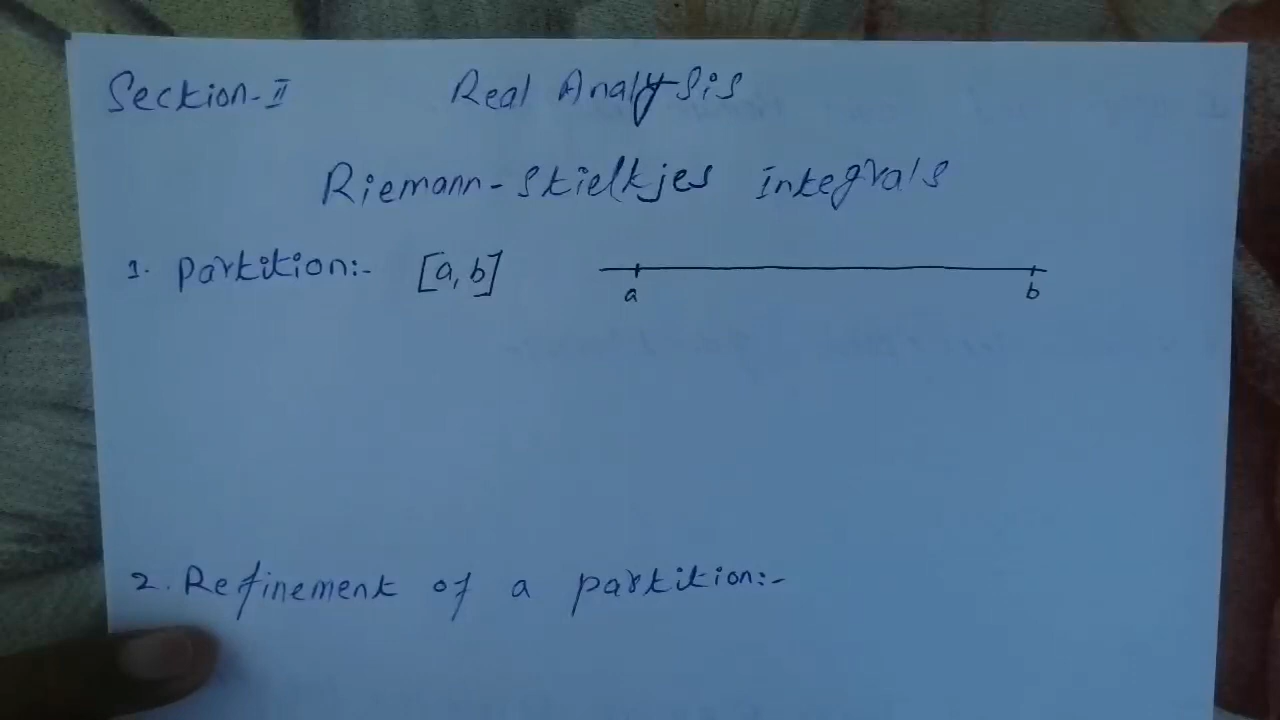 Section-II Real Analysis
Riemann-Stieltjes integrals
1. partition:- [a, b]
a b
2. Refinement of a partition:-